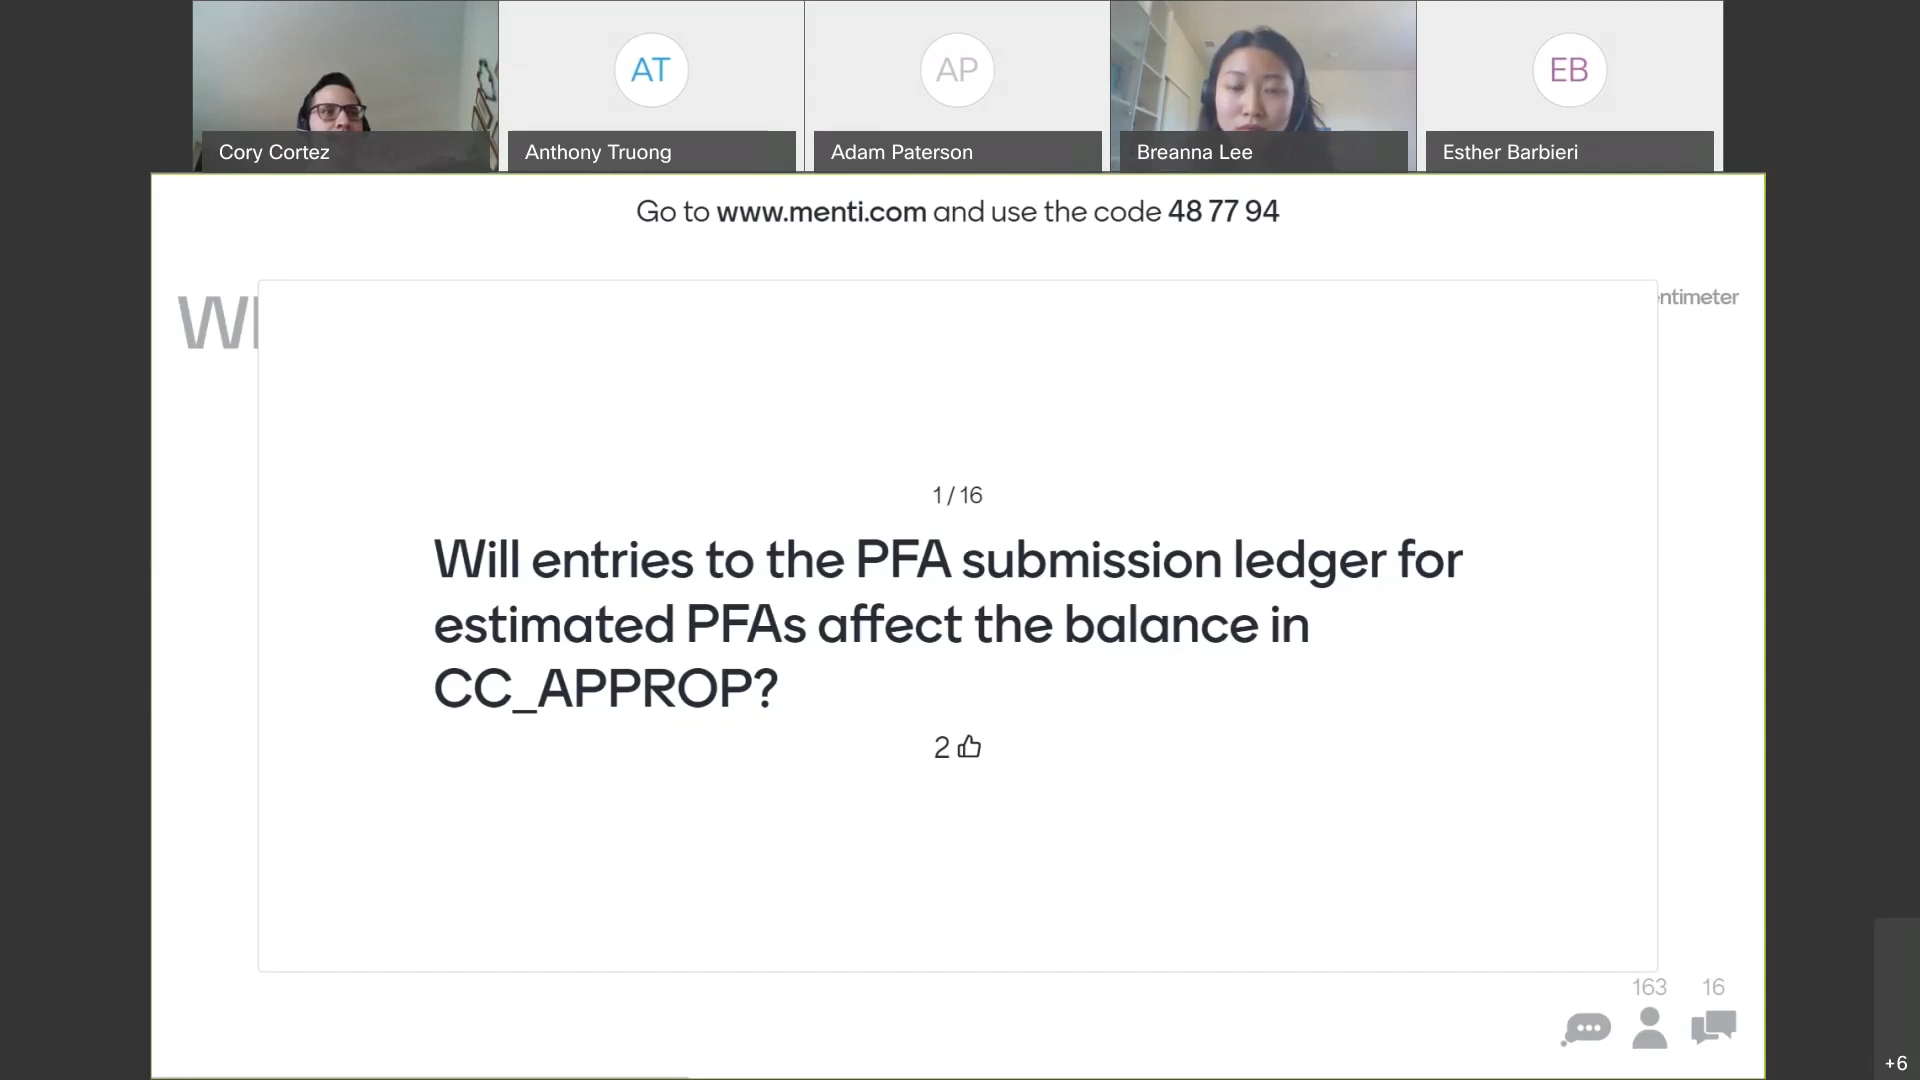 AT
AP
EB
Cory Cortez
Anthony Truong
Adam Paterson
Breanna Lee
Esther Barbieri
Go to www.menti.com and use the code 48 77 94
ntimeter
1 / 16
Will entries to the PFA submission ledger for
estimated PFAs affect the balance in
CC_APPROP?
2
163
16
+6